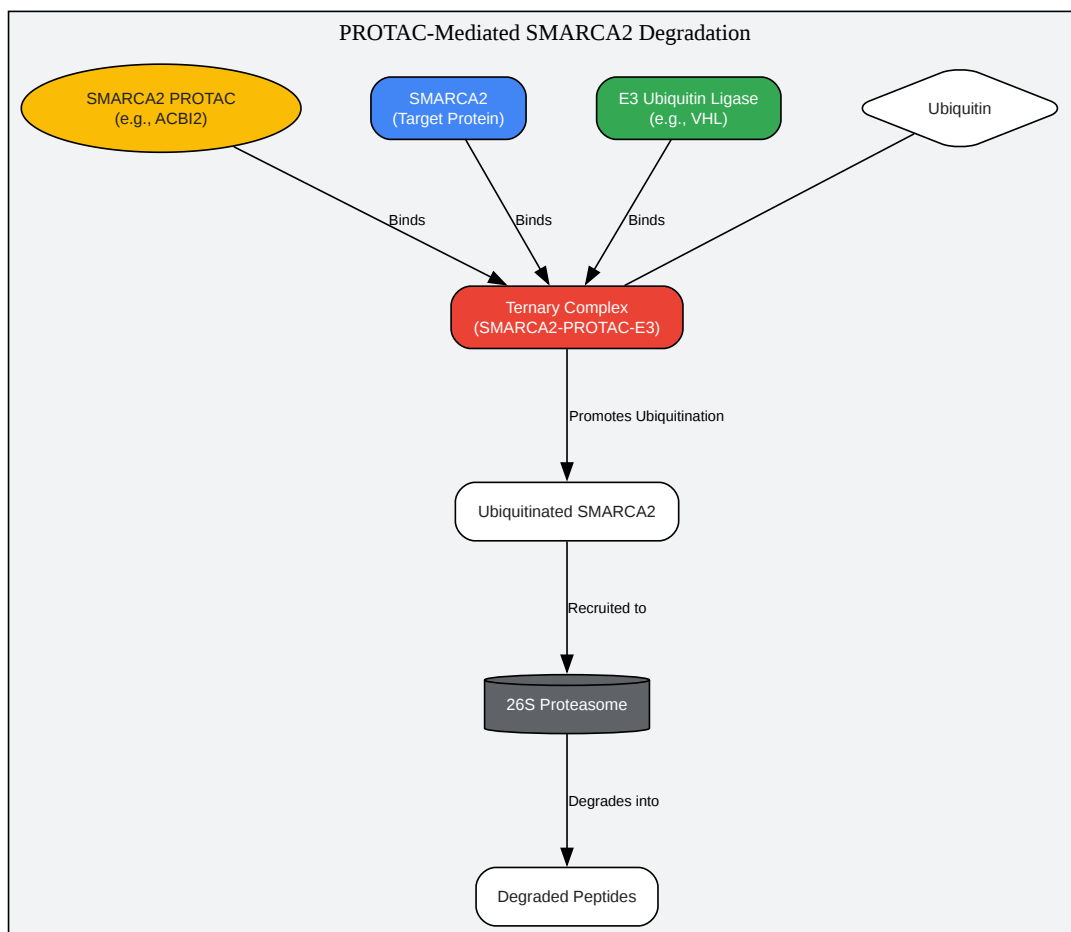 PROTAC-Mediated SMARCA2 Degradation
SMARCA2 PROTAC
(e.g., ACBI2)
SMARCA2
(Target Protein)
E3 Ubiquitin Ligase
(e.g., VHL)
Ubiquitin
Binds
Binds
Binds
Ternary Complex
(SMARCA2-PROTAC-E3)
Promotes Ubiquitination
Ubiquitinated SMARCA2
Recruited to
26S Proteasome
Degrades into
Degraded Peptides